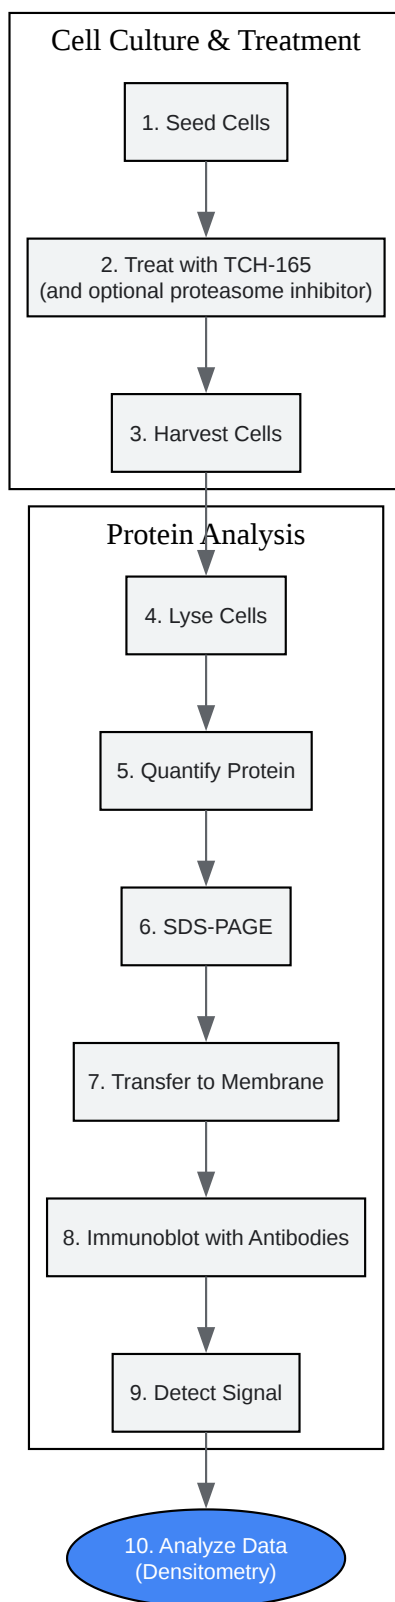 Cell Culture & Treatment
1. Seed Cells
2. Treat with TCH-165
(and optional proteasome inhibitor)
3. Harvest Cells
Protein Analysis
4. Lyse Cells
5. Quantify Protein
6. SDS-PAGE
7. Transfer to Membrane
8. Immunoblot with Antibodies
9. Detect Signal
10. Analyze Data
(Densitometry)